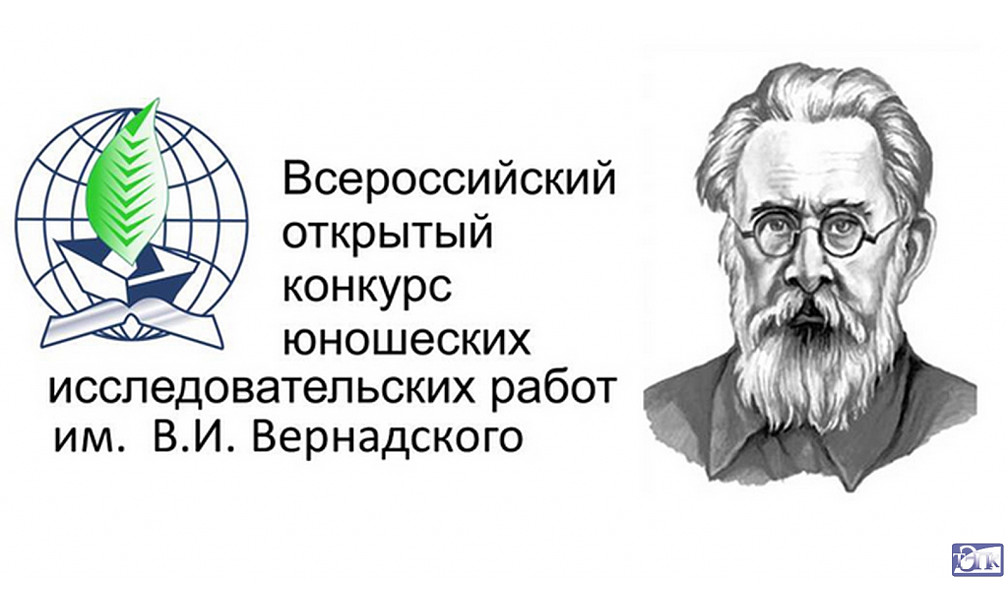 Всероссийский
открытый
конкурс
юношеских
исследовательских работ
им. В.И. Вернадского